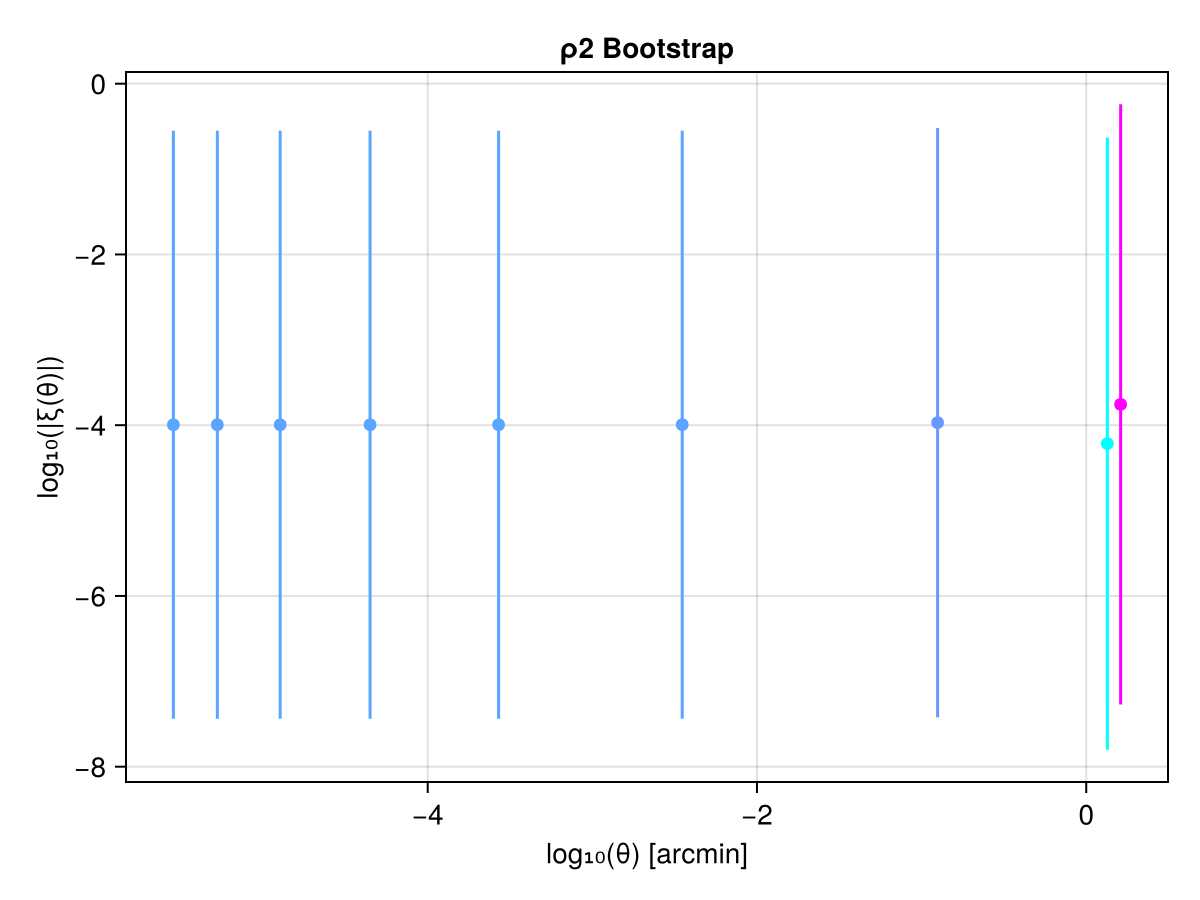 ρ2 Bootstrap
0
−2
−4
−6
−8
log₁₀(|ξ(θ)|)
−4
−2
0
log₁₀(θ) [arcmin]